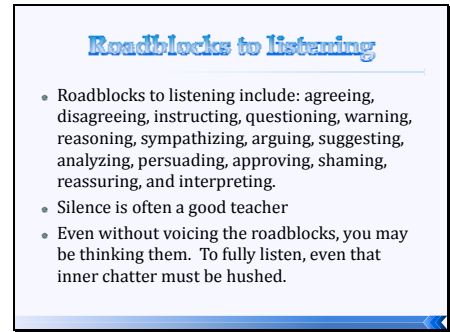 Roadblocks to listening
Roadblocks to listening include: agreeing,
disagreeing, instructing, questioning, warning,
reasoning, sympathizing, arguing, suggesting,
analyzing, persuading, approving, shaming,
reassuring, and interpreting.
Silence is often a good teacher
Even without voicing the roadblocks, you may
be thinking them.  To fully listen, even that
inner chatter must be hushed.